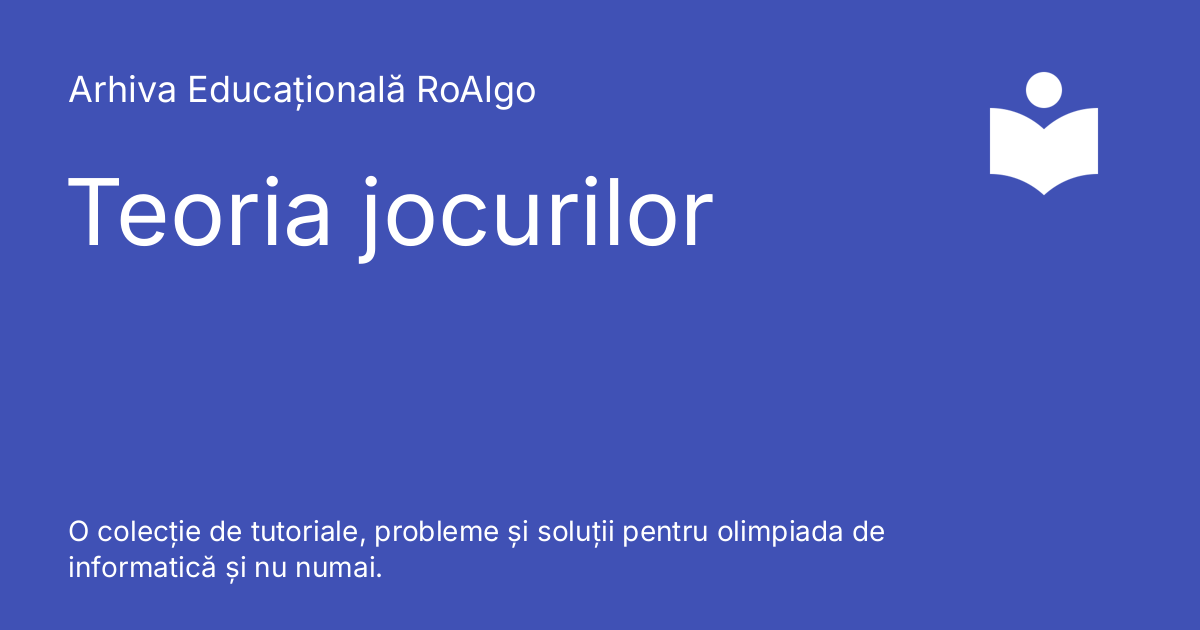 Arhiva Educațională RoAlgo
Teoria jocurilor
O colecție de tutoriale, probleme și soluții pentru olimpiada de
informatică și nu numai.